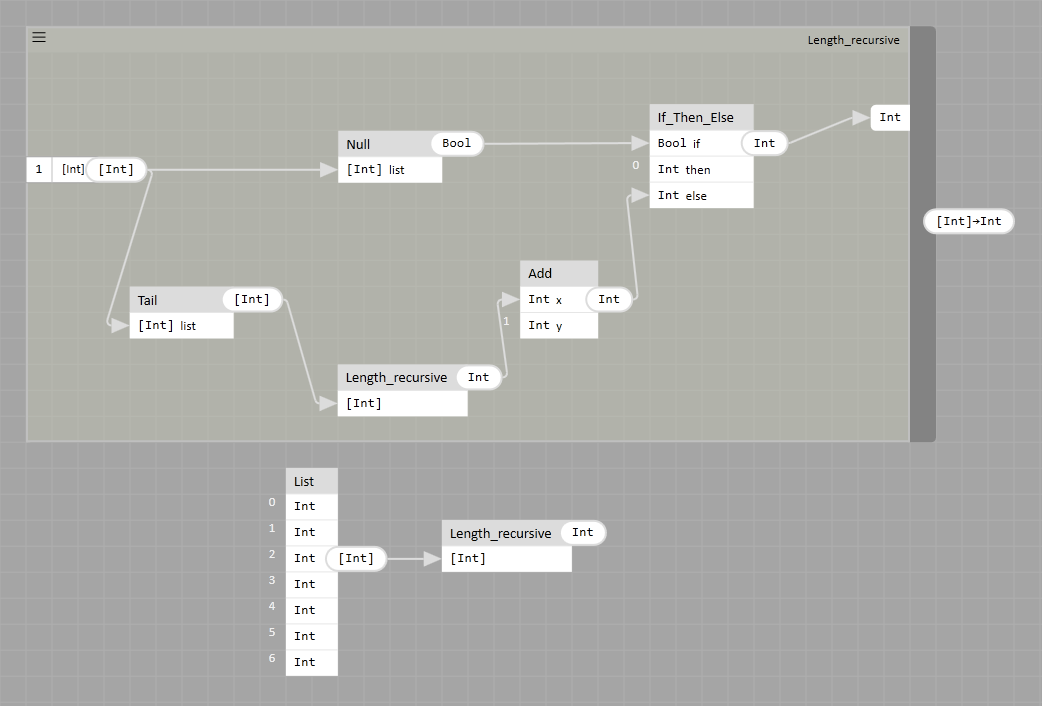 Length_recursive
If_Then_Else
Int
Null
Bool
Bool if
Int
1
[Int]
[Int]
[Int] list
0
Int then
Int else
[Int]→Int
Add
Tail
[Int]
Int x
Int
[Int] list
1
Int y
Length_recursive
Int
[Int]
List
0
Int
1
Int
Length_recursive
Int
2
Int
[Int]
[Int]
3
Int
4
Int
5
Int
6
Int